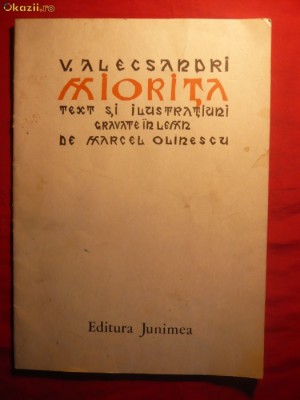 Okazii.ro
V. ALECSANDRI
MIORIȚA
TEXT ȘI ILUSTRAȚIUNI
GRAVATE ÎN LEMN
DE MARCEL OLINESCU
Editura Junimea